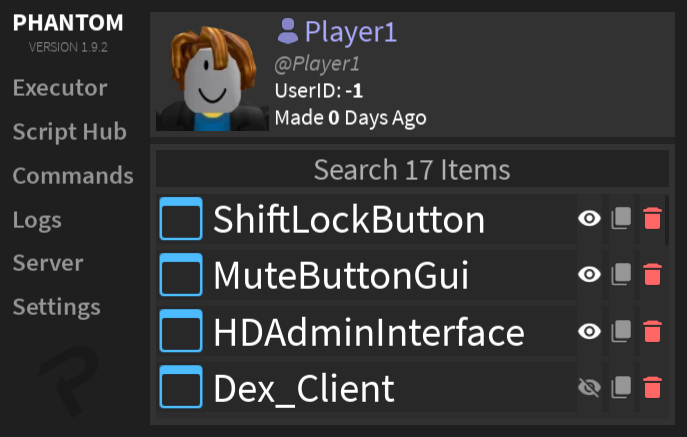 PHANTOM
VERSION 1.9.2
Executor
Script Hub
Commands
Logs
Server
Settings
Player1
@Player1
UserID: -1
Made 0 Days Ago
Search 17 Items
ShiftLockButton
MuteButtonGui
HDAdminInterface
Dex_Client